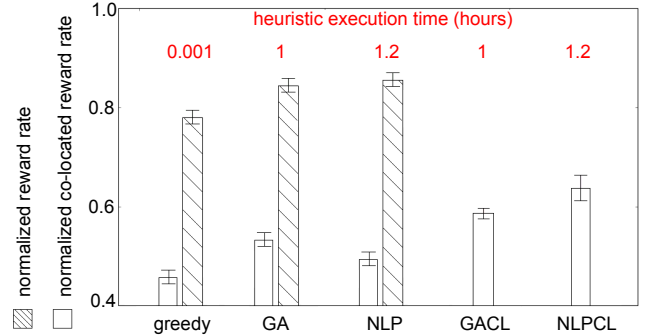 normalized reward rate
normalized co-located reward rate
1.0
0.8
0.6
0.4
heuristic execution time (hours)
0.001 1 1.2 1 1.2
greedy GA NLP GACL NLPCL